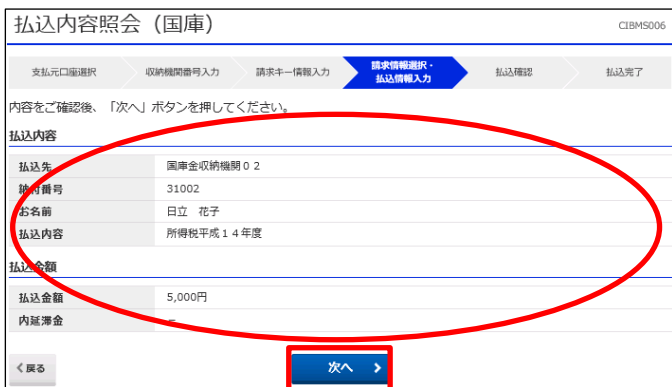 払込内容照会（国庫）
CIBMS006
支払元口座選択
収納機関番号入力
請求キー情報入力
請求情報選択・
払込情報入力
払込確認
払込完了
内容をご確認後、「次へ」ボタンを押してください。
払込内容
払込先 国庫金収納機関０２
納付番号 31002
お名前 日立　花子
払込内容 所得税平成１４年度
払込金額
払込金額 5,000円
内延滞金 －
戻る
次へ